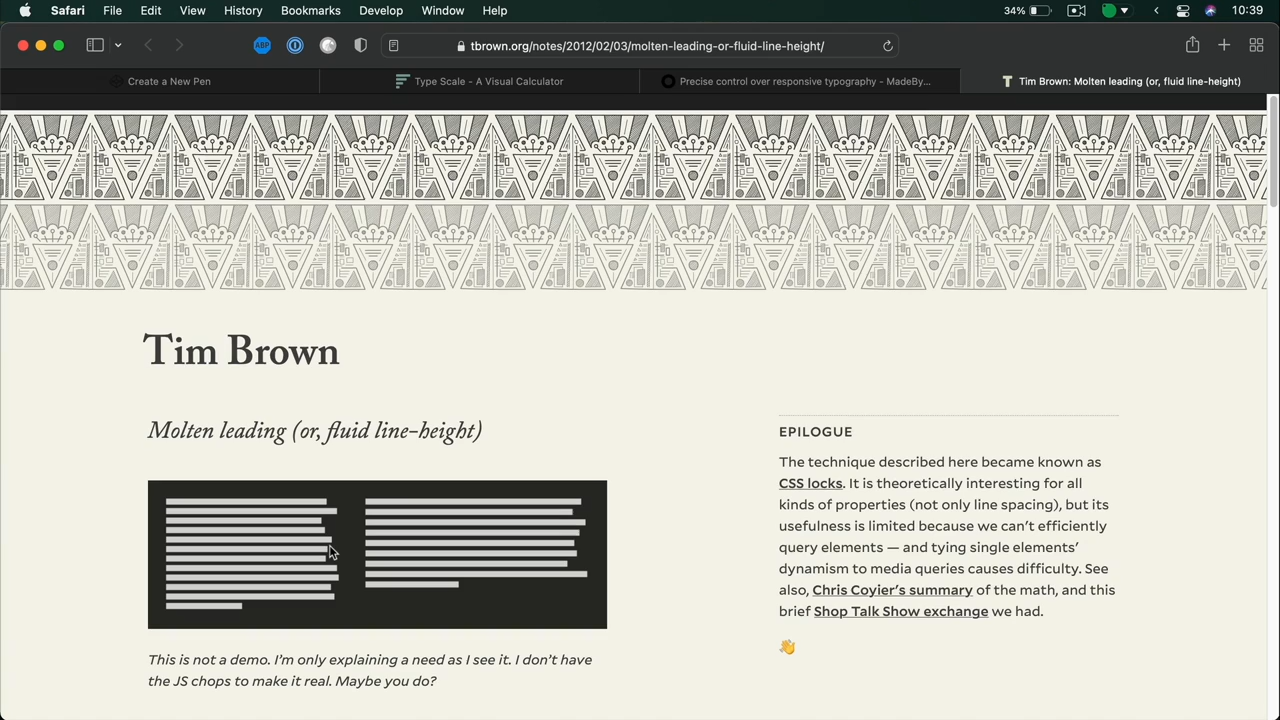 Safari File Edit View History Bookmarks Develop Window Help 34% 10:39
ABP tbrown.org/notes/2012/02/03/molten-leading-or-fluid-line-height/
Create a New Pen Type Scale - A Visual Calculator Precise control over responsive typography - MadeBy... Tim Brown: Molten leading (or, fluid line-height)
Tim Brown
Molten leading (or, fluid line-height)
This is not a demo. I'm only explaining a need as I see it. I don't have
the JS chops to make it real. Maybe you do?
EPILOGUE
The technique described here became known as
CSS locks. It is theoretically interesting for all
kinds of properties (not only line spacing), but its
usefulness is limited because we can't efficiently
query elements — and tying single elements'
dynamism to media queries causes difficulty. See
also, Chris Coyier's summary of the math, and this
brief Shop Talk Show exchange we had.